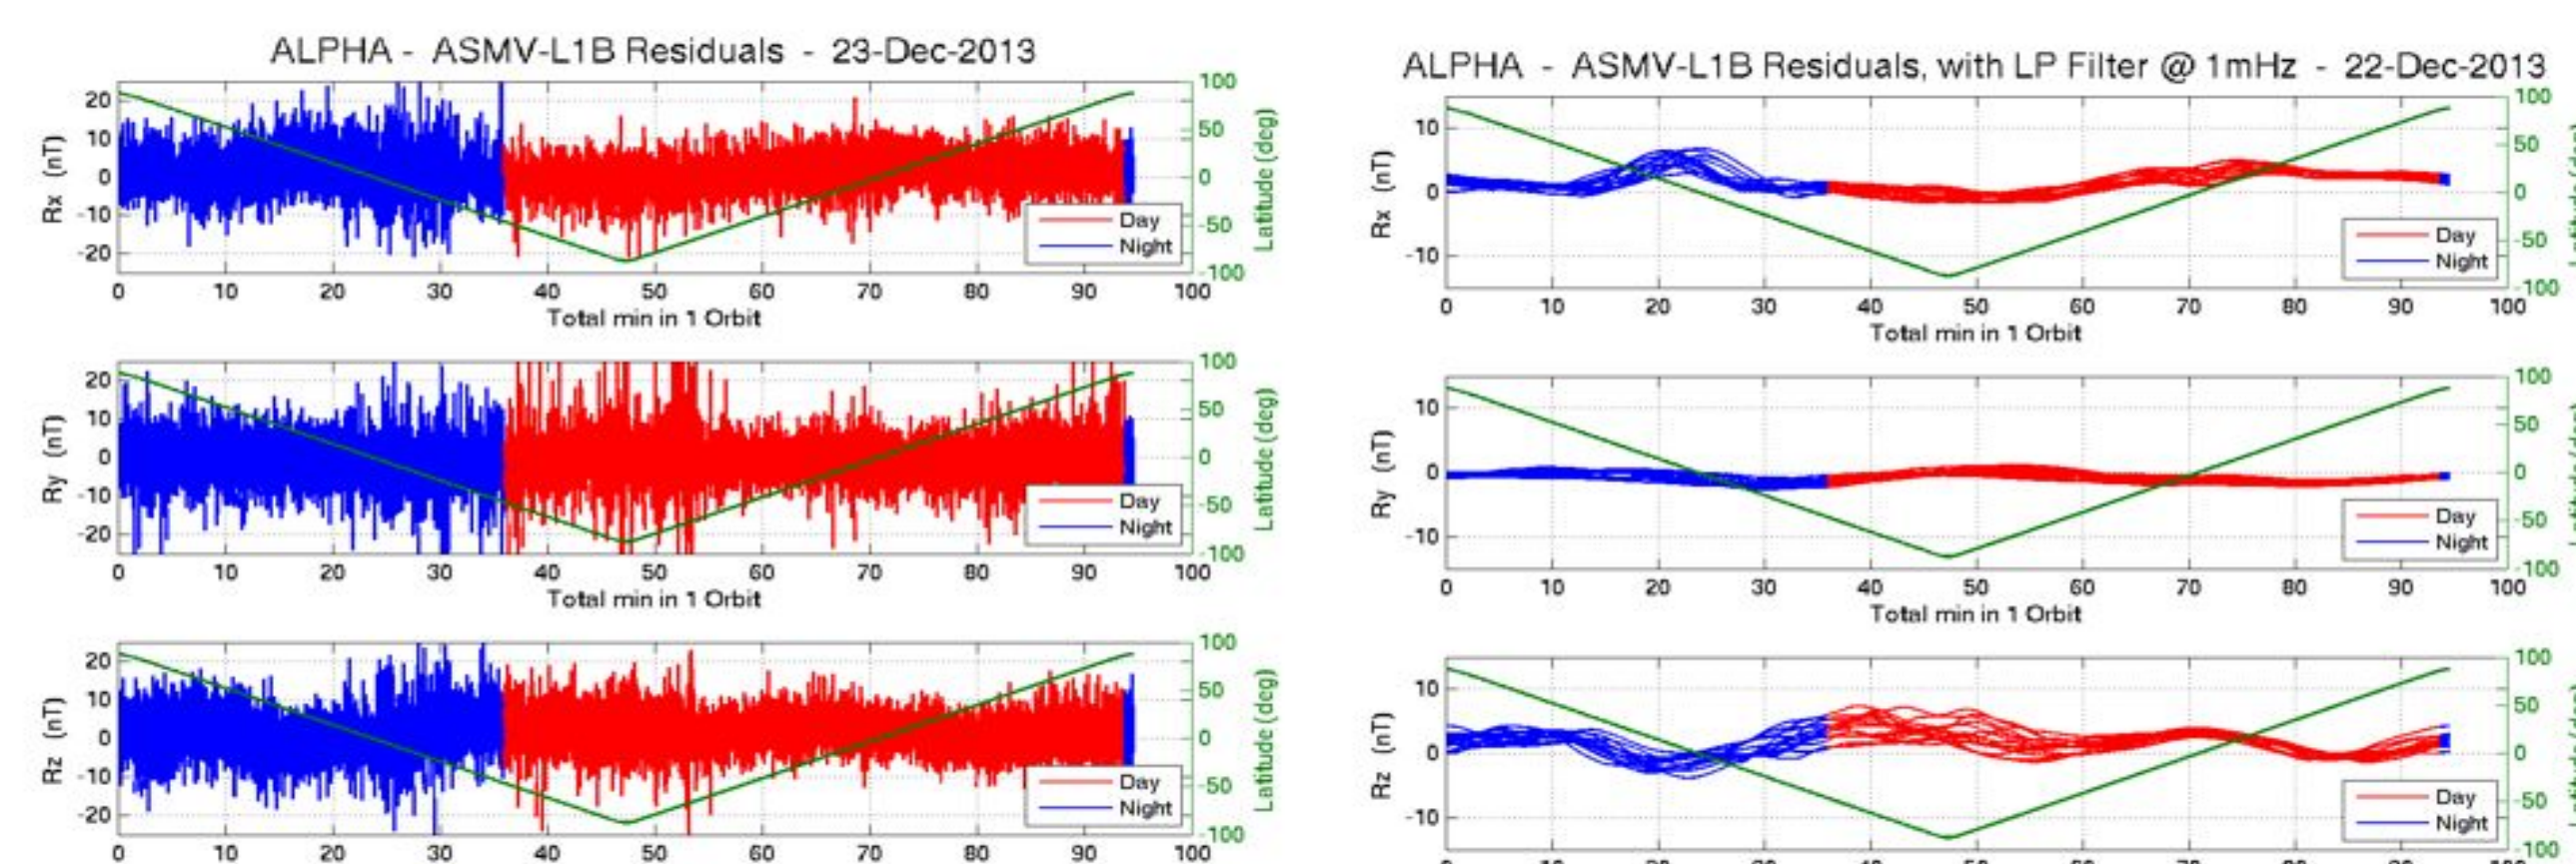 ALPHA - ASMV-L1B Residuals - 23-Dec-2013
20 10 0 -10 -20
Rx (nT)
100 50 0 -50 -100
Latitude (deg)
Day
Night
0 10 20 30 40 50 60 70 80 90 100
Total min in 1 Orbit
20 10 0 -10 -20
Ry (nT)
100 50 0 -50 -100
Latitude (deg)
Day
Night
0 10 20 30 40 50 60 70 80 90 100
Total min in 1 Orbit
20 10 0 -10 -20
Rz (nT)
100 50 0 -50 -100
Latitude (deg)
Day
Night
0 10 20 30 40 50 60 70 80 90 100
ALPHA - ASMV-L1B Residuals, with LP Filter @ 1mHz - 22-Dec-2013
10 0 -10
Rx (nT)
100 50 0 -50 -100
Day
Night
0 10 20 30 40 50 60 70 80 90 100
Total min in 1 Orbit
10 0 -10
Ry (nT)
100 50 0 -50 -100
Day
Night
0 10 20 30 40 50 60 70 80 90 100
Total min in 1 Orbit
10 0 -10
Rz (nT)
100 50 0 -50 -100
Day
Night